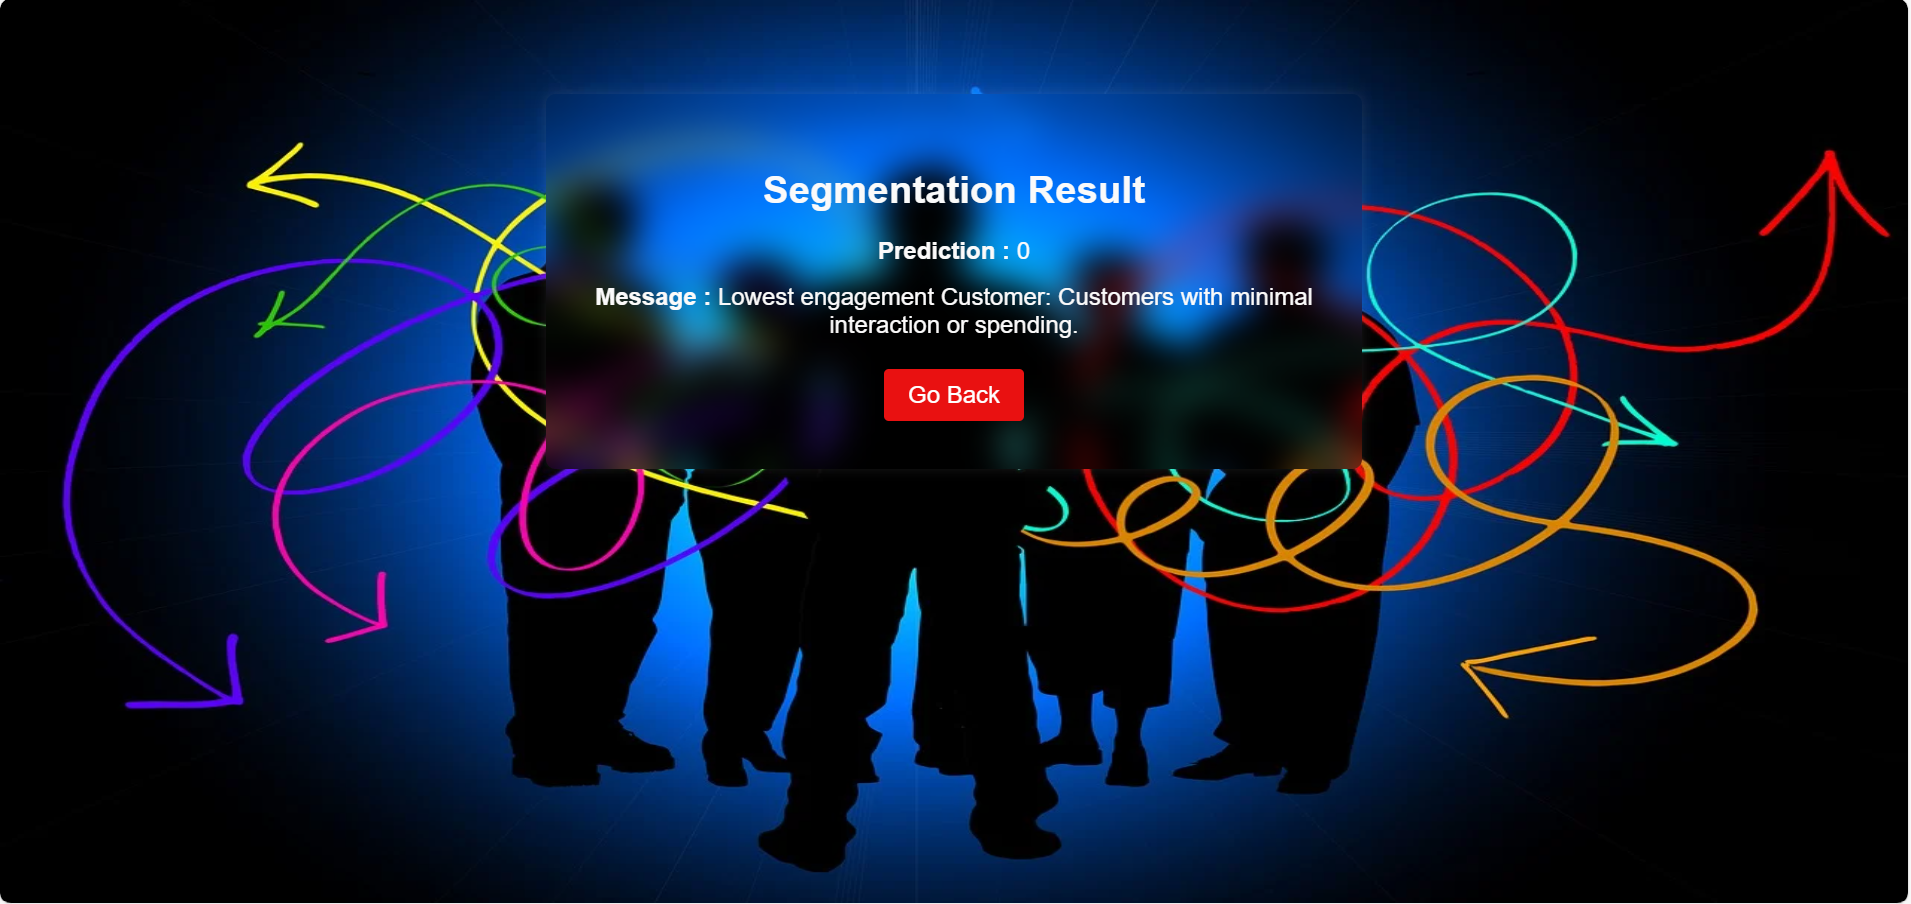 Segmentation Result
Prediction : 0
Message : Lowest engagement Customer: Customers with minimal
interaction or spending.
Go Back